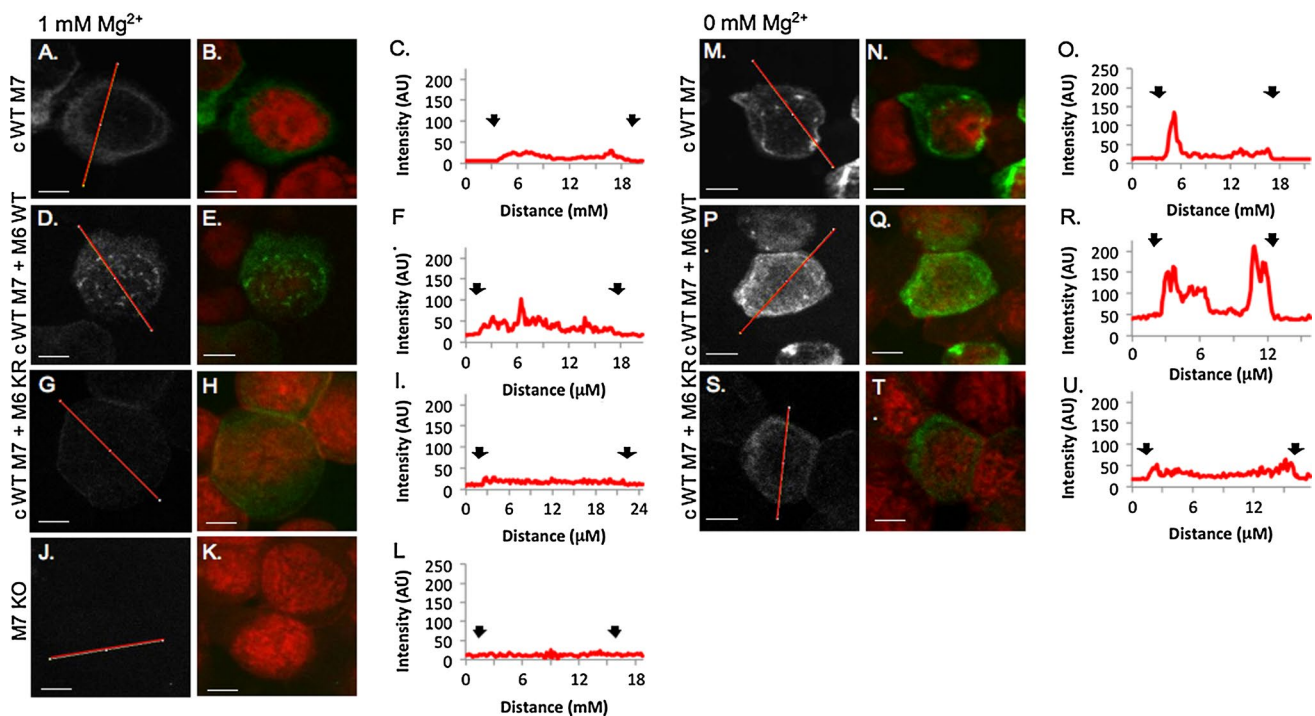 1 mM Mg2+
0 mM Mg2+
c WT M7
A.
B.
C.
250
200
150
100
50
0
Intensity (AU)
0 6 12 18
Distance (mM)
c WT M7 + M6 WT
D.
E.
F
.
250
200
150
100
50
0
Intensity (AU)
0 6 12 18
Distance (µM)
c WT M7 + M6 KR
G
H
I.
250
200
150
100
50
0
Intensity (AU)
0 6 12 18 24
Distance (µM)
M7 KO
J.
K.
L
.
250
200
150
100
50
0
Intensity (AU)
0 6 12 18
Distance (mM)
c WT M7
M.
N.
O.
250
200
150
100
50
0
Intensity (AU)
0 6 12 18
Distance (mM)
c WT M7 + M6 WT
P
.
Q.
R.
250
200
150
100
50
0
Intentsity (AU)
0 6 12
Distance (µM)
c WT M7 + M6 KR
S.
T
.
U.
250
200
150
100
50
0
Intensity (AU)
0 6 12
Distance (µM)